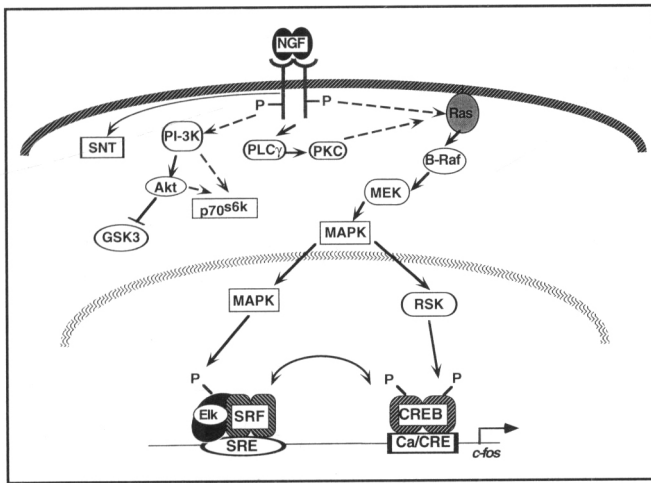 NGF
P
P
Ras
SNT
PI-3K
PLCγ
PKC
B-Raf
Akt
MEK
p70s6k
GSK3
MAPK
MAPK
RSK
P
P
P
Elk
SRF
CREB
SRE
Ca/CRE
c-fos